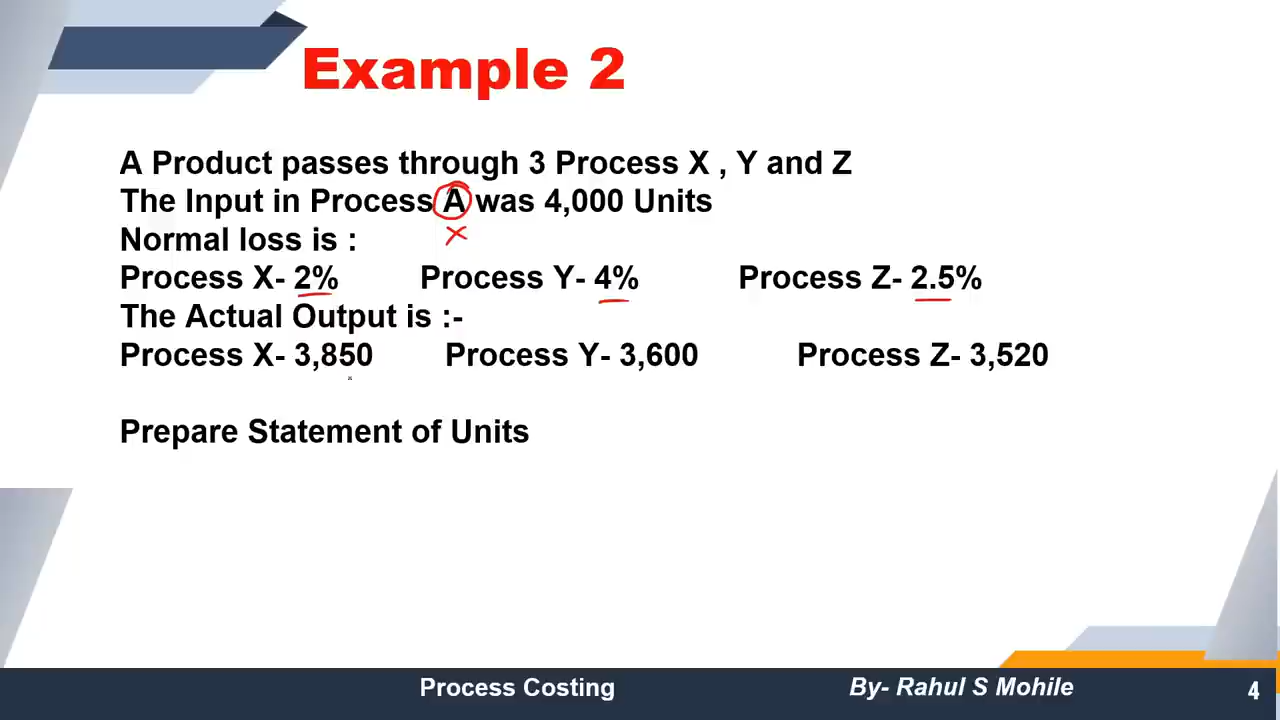 Example 2
A Product passes through 3 Process X , Y and Z
The Input in Process A was 4,000 Units
x
Normal loss is :
Process X- 2% Process Y- 4% Process Z- 2.5%
The Actual Output is :-
Process X- 3,850 Process Y- 3,600 Process Z- 3,520
Prepare Statement of Units
Process Costing By- Rahul S Mohile 4